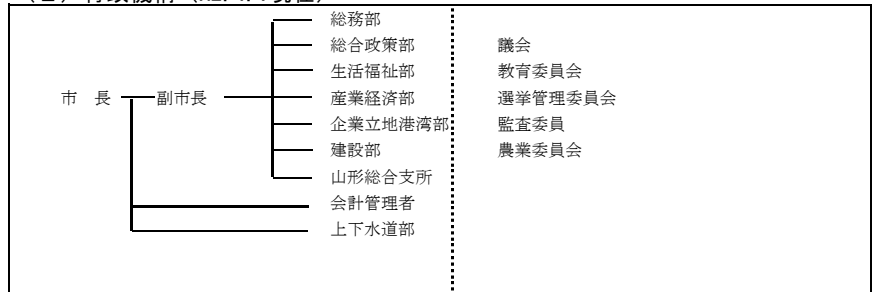 総務部
総合政策部 議会
生活福祉部 教育委員会
市 長 副市長 産業経済部 選挙管理委員会
企業立地港湾部 監査委員
建設部 農業委員会
山形総合支所
会計管理者
上下水道部